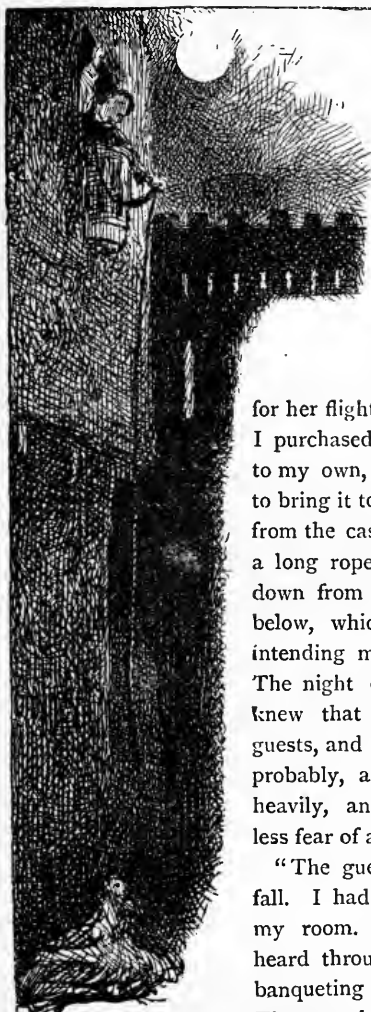 for her flight
I purchased
to my own,
to bring it to
from the cas
a long rope
down from
below, whic
intending m
The night
knew that
guests, and
probably, a
heavily, an
less fear of a
"The gue
fall. I had
my room.
heard throu
banqueting